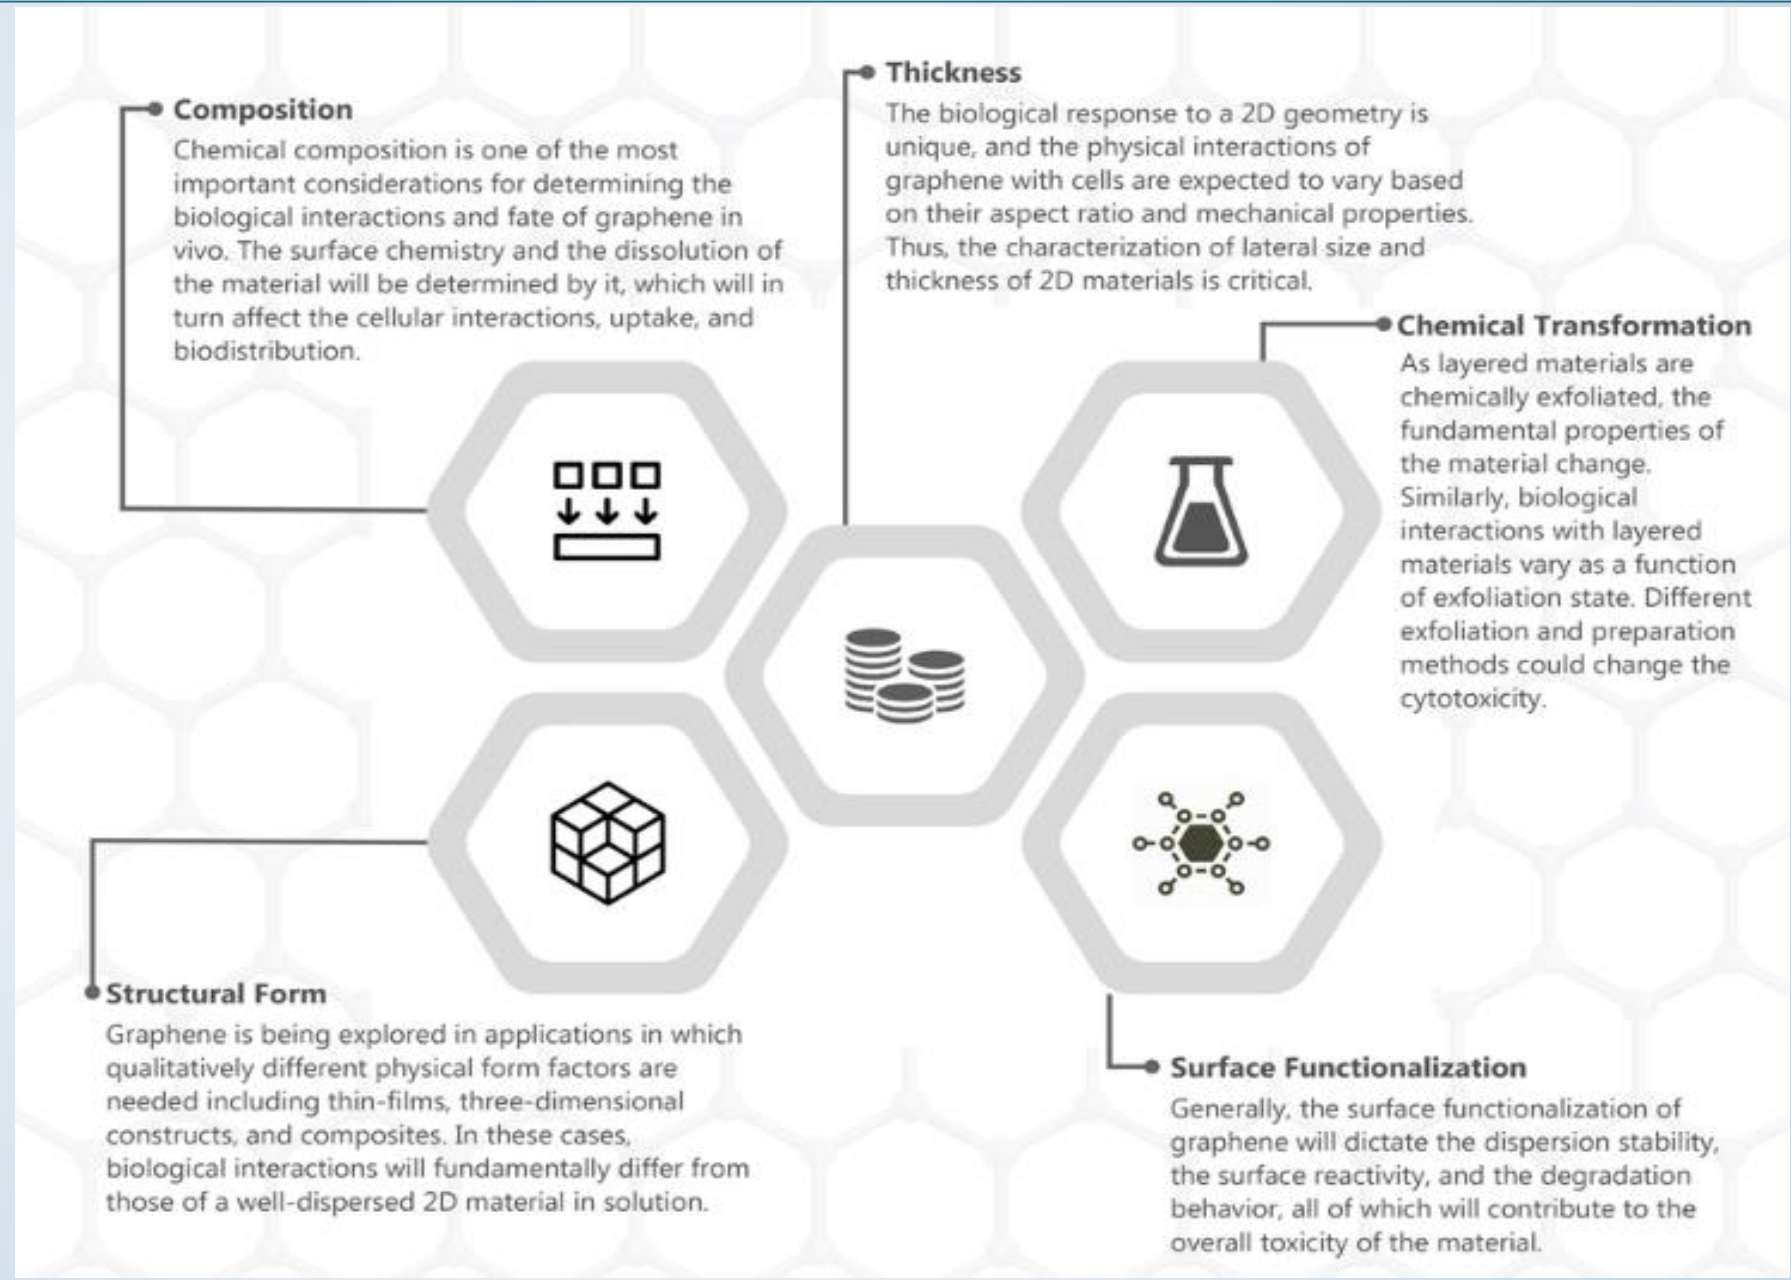 Composition
Chemical composition is one of the most
important considerations for determining the
biological interactions and fate of graphene in
vivo. The surface chemistry and the dissolution of
the material will be determined by it, which will in
turn affect the cellular interactions, uptake, and
biodistribution.
Thickness
The biological response to a 2D geometry is
unique, and the physical interactions of
graphene with cells are expected to vary based
on their aspect ratio and mechanical properties.
Thus, the characterization of lateral size and
thickness of 2D materials is critical.
Chemical Transformation
As layered materials are
chemically exfoliated, the
fundamental properties of
the material change.
Similarly, biological
interactions with layered
materials vary as a function
of exfoliation state. Different
exfoliation and preparation
methods could change the
cytotoxicity.
Structural Form
Graphene is being explored in applications in which
qualitatively different physical form factors are
needed including thin-films, three-dimensional
constructs, and composites. In these cases,
biological interactions will fundamentally differ from
those of a well-dispersed 2D material in solution.
Surface Functionalization
Generally, the surface functionalization of
graphene will dictate the dispersion stability,
the surface reactivity, and the degradation
behavior, all of which will contribute to the
overall toxicity of the material.